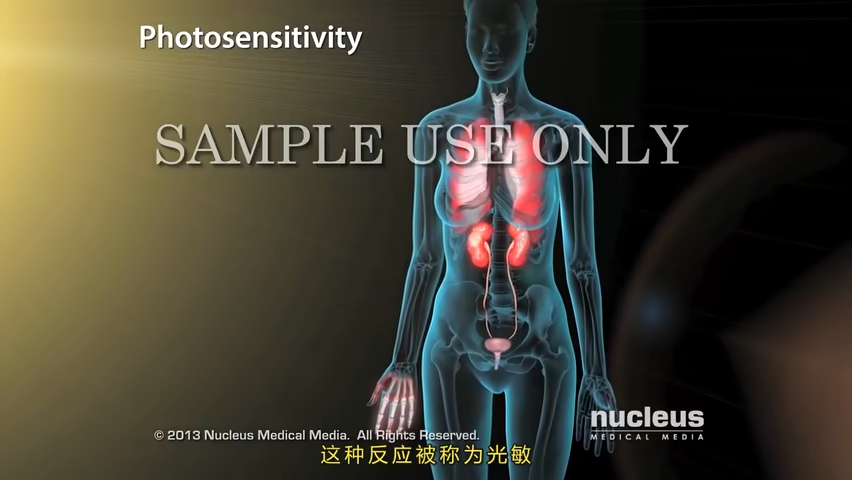 Photosensitivity
SAMPLE USE ONLY
nucleus
MEDICAL MEDIA
© 2013 Nucleus Medical Media. All Rights Reserved.
这种反应被称为光敏